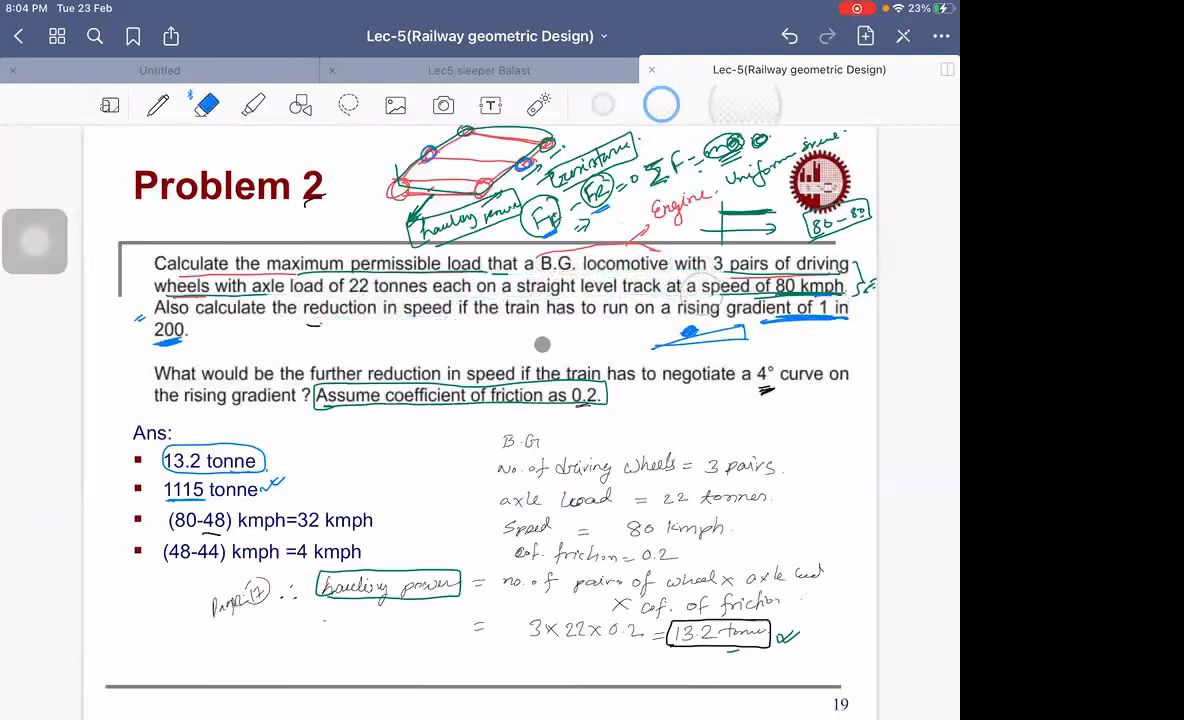 8:04 PM Tue 23 Feb
23%
Lec-5(Railway geometric Design)
Untitled
Lec5 sleeper Balast
Lec-5(Railway geometric Design)
Problem 2
resistance
ΣF =
uniform
hauling power
Engine
80-80
Calculate the maximum permissible load that a B.G. locomotive with 3 pairs of driving
wheels with axle load of 22 tonnes each on a straight level track at a speed of 80 kmph.
Also calculate the reduction in speed if the train has to run on a rising gradient of 1 in
200.
What would be the further reduction in speed if the train has to negotiate a 4° curve on
the rising gradient ? Assume coefficient of friction as 0.2.
Ans:
▪ 13.2 tonne
▪ 1115 tonne
▪ (80-48) kmph=32 kmph
▪ (48-44) kmph =4 kmph
B.G
No. of driving wheels = 3 pairs.
axle load = 22 tonnes.
Speed = 80 kmph.
Cof. friction = 0.2
∴ hauling power = no. of pairs of wheel x axle load
x cof. of friction
= 3 x 22 x 0.2 = 13.2 tonne
19